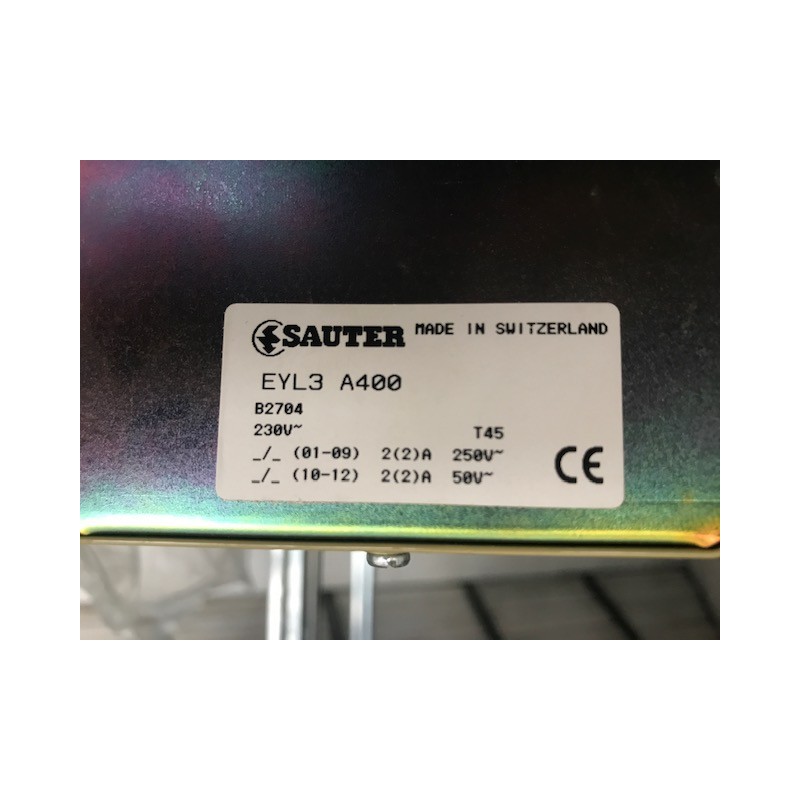 SAUTER MADE IN SWITZERLAND
EYL3 A400
B2704
230V~ T45
_/_ (01-09) 2(2)A 250V~
_/_ (10-12) 2(2)A 50V~
CE